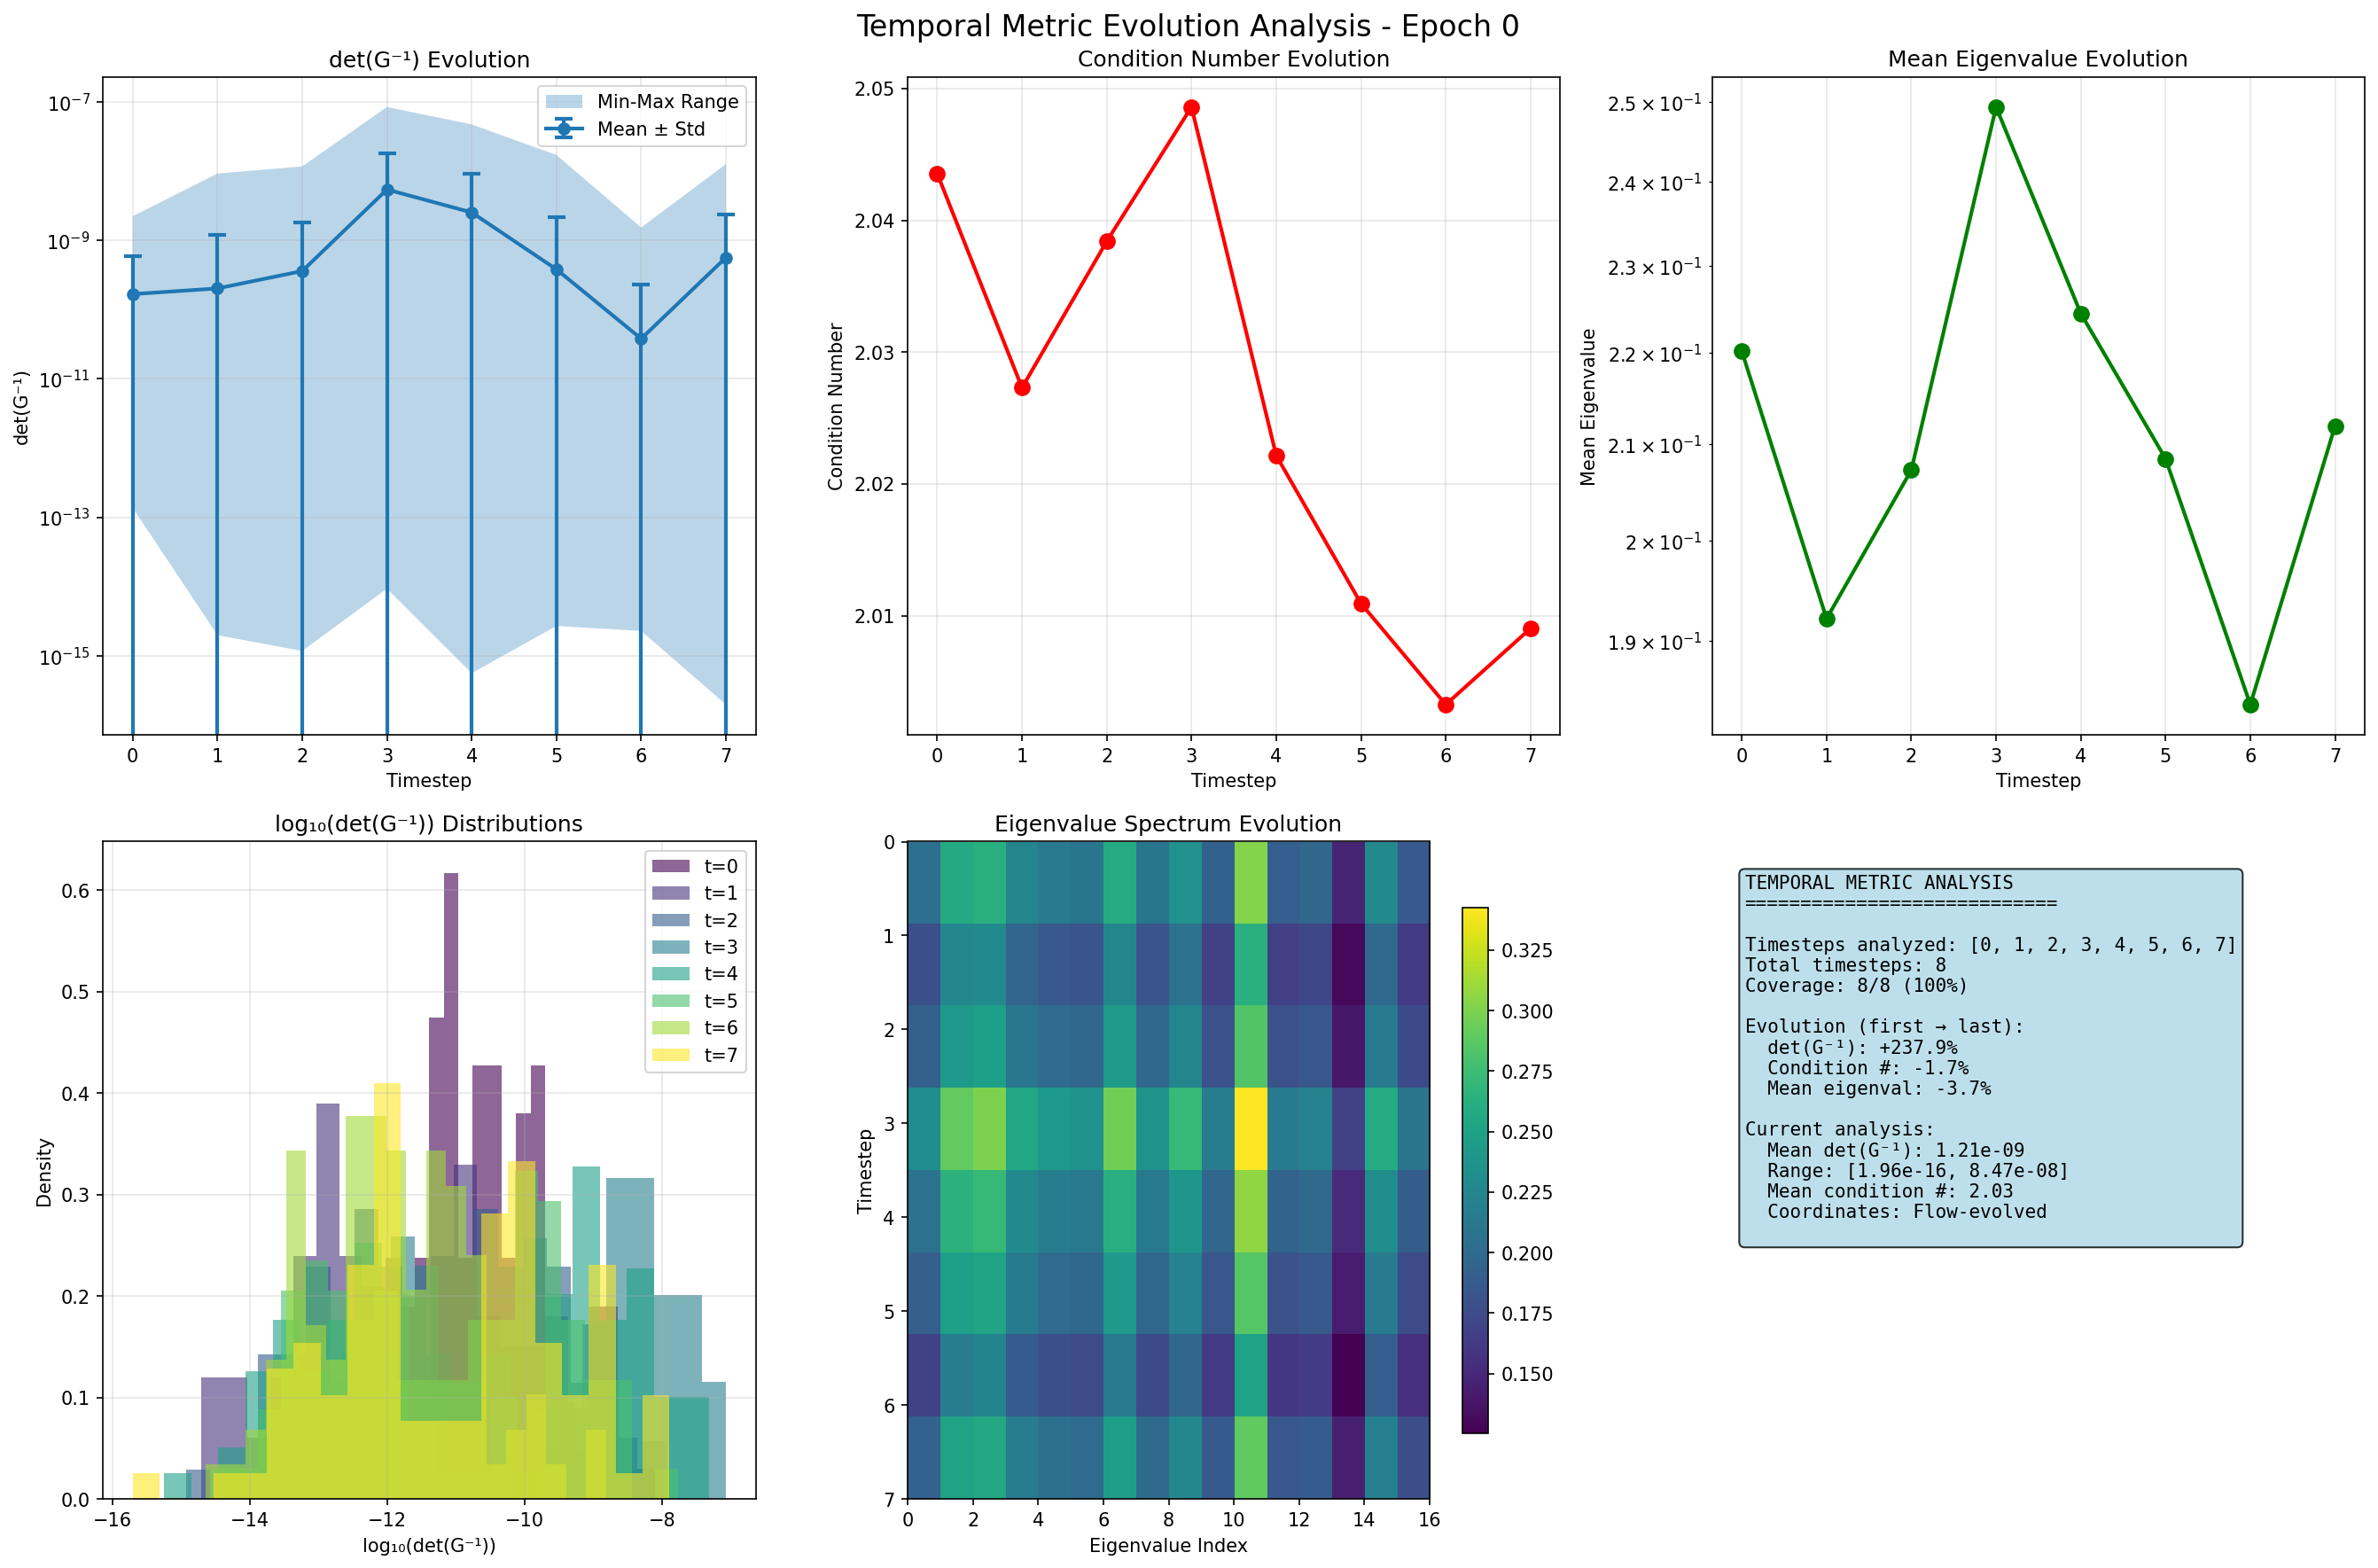 Temporal Metric Evolution Analysis - Epoch 0
det(G⁻¹) Evolution
det(G⁻¹)
10⁻⁷
10⁻⁹
10⁻¹¹
10⁻¹³
10⁻¹⁵
Min-Max Range
Mean ± Std
0 1 2 3 4 5 6 7
Timestep
Condition Number Evolution
Condition Number
2.05
2.04
2.03
2.02
2.01
0 1 2 3 4 5 6 7
Timestep
Mean Eigenvalue Evolution
Mean Eigenvalue
2.5 × 10⁻¹
2.4 × 10⁻¹
2.3 × 10⁻¹
2.2 × 10⁻¹
2.1 × 10⁻¹
2 × 10⁻¹
1.9 × 10⁻¹
0 1 2 3 4 5 6 7
Timestep
log₁₀(det(G⁻¹)) Distributions
Density
0.6
0.5
0.4
0.3
0.2
0.1
0.0
t=0
t=1
t=2
t=3
t=4
t=5
t=6
t=7
−16 −14 −12 −10 −8
log₁₀(det(G⁻¹))
Eigenvalue Spectrum Evolution
Timestep
0
1
2
3
4
5
6
7
0 2 4 6 8 10 12 14 16
Eigenvalue Index
0.325
0.300
0.275
0.250
0.225
0.200
0.175
0.150
TEMPORAL METRIC ANALYSIS
============================
Timesteps analyzed: [0, 1, 2, 3, 4, 5, 6, 7]
Total timesteps: 8
Coverage: 8/8 (100%)
Evolution (first → last):
det(G⁻¹): +237.9%
Condition #: -1.7%
Mean eigenval: -3.7%
Current analysis:
Mean det(G⁻¹): 1.21e-09
Range: [1.96e-16, 8.47e-08]
Mean condition #: 2.03
Coordinates: Flow-evolved